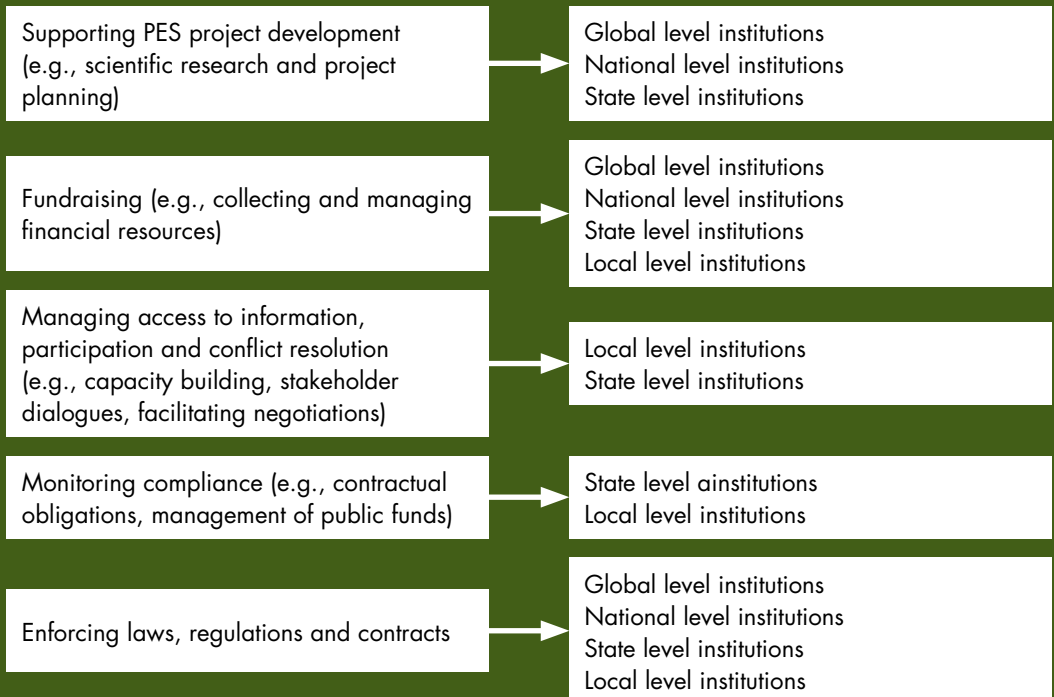 Supporting PES project development
(e.g., scientific research and project
planning)
Global level institutions
National level institutions
State level institutions
Fundraising (e.g., collecting and managing
financial resources)
Global level institutions
National level institutions
State level institutions
Local level institutions
Managing access to information,
participation and conflict resolution
(e.g., capacity building, stakeholder
dialogues, facilitating negotiations)
Local level institutions
State level institutions
Monitoring compliance (e.g., contractual
obligations, management of public funds)
State level ainstitutions
Local level institutions
Enforcing laws, regulations and contracts
Global level institutions
National level institutions
State level institutions
Local level institutions